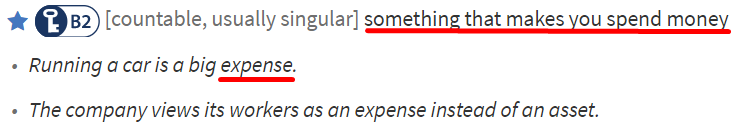 B2 [countable, usually singular] something that makes you spend money
• Running a car is a big expense.
• The company views its workers as an expense instead of an asset.